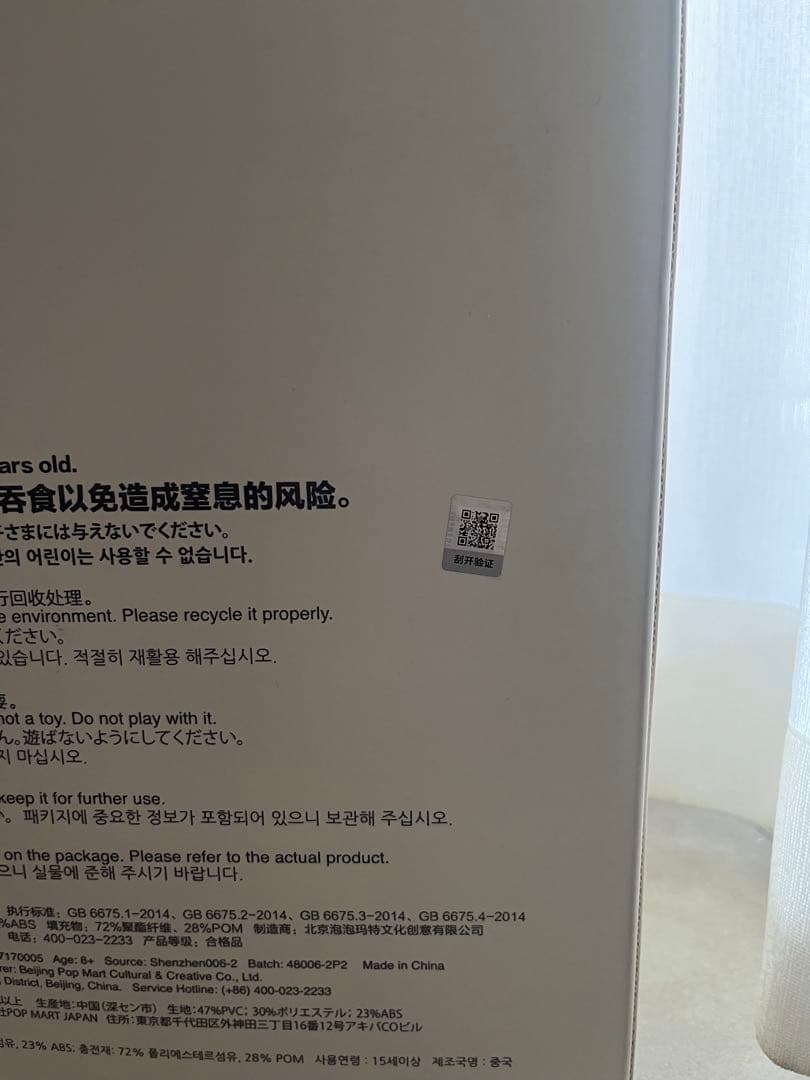 ars old.
吞食以免造成窒息的风险。
さまには与えないでください。
의 어린이는 사용할 수 없습니다.
刮开验证
行回收处理。
e environment. Please recycle it properly.
ください。
있습니다. 적절히 재활용 해주십시오.
要。
not a toy. Do not play with it.
ん。遊ばないようにしてください。
지 마십시오.
keep it for further use.
。 패키지에 중요한 정보가 포함되어 있으니 보관해 주십시오.
on the package. Please refer to the actual product.
으니 실물에 준해 주시기 바랍니다.
执行标准：GB 6675.1-2014、GB 6675.2-2014、GB 6675.3-2014、GB 6675.4-2014
%ABS 填充物：72%聚酯纤维、28%POM 制造商：北京泡泡玛特文化创意有限公司
电话：400-023-2233 产品等级：合格品
7170005 Age: 8+ Source: Shenzhen006-2 Batch: 48006-2P2 Made in China
rer: Beijing Pop Mart Cultural & Creative Co., Ltd.
District, Beijing, China. Service Hotline: (+86) 400-023-2233
以上 生産地：中国（深セン市） 生地：47%PVC；30%ポリエステル；23%ABS
社POP MART JAPAN 住所：東京都千代田区外神田三丁目16番12号アキバCOビル
섬유, 23% ABS; 충전재: 72% 폴리에스테르섬유, 28% POM 사용연령 : 15세이상 제조국명 : 중국